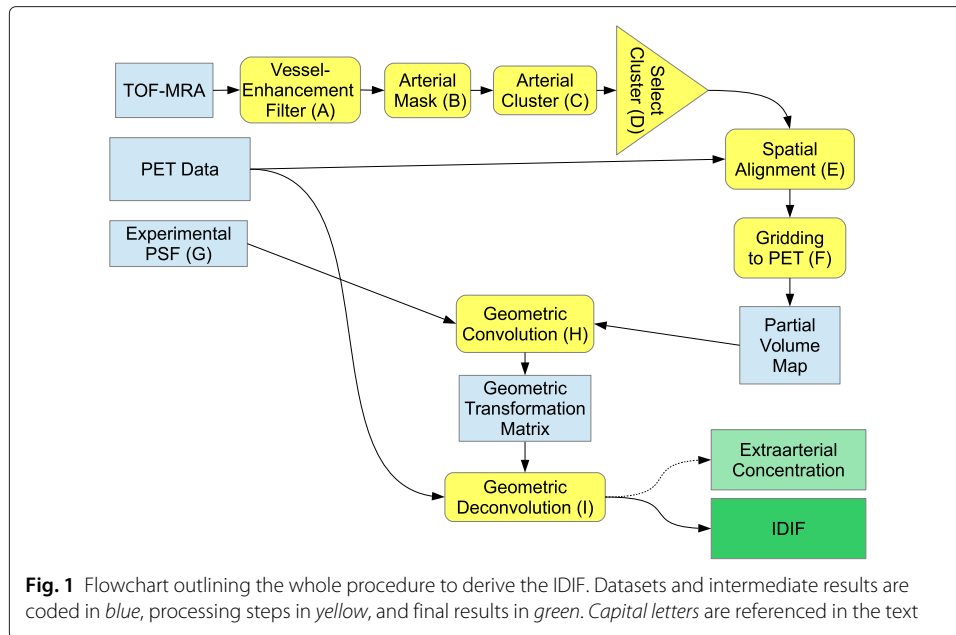 TOF-MRA
Vessel-
Enhancement
Filter (A)
Arterial
Mask (B)
Arterial
Cluster (C)
Select
Cluster (D)
PET Data
Spatial
Alignment (E)
Experimental
PSF (G)
Gridding
to PET (F)
Geometric
Convolution (H)
Partial
Volume
Map
Geometric
Transformation
Matrix
Extraarterial
Concentration
Geometric
Deconvolution (I)
IDIF
Fig. 1 Flowchart outlining the whole procedure to derive the IDIF. Datasets and intermediate results are
coded in blue, processing steps in yellow, and final results in green. Capital letters are referenced in the text